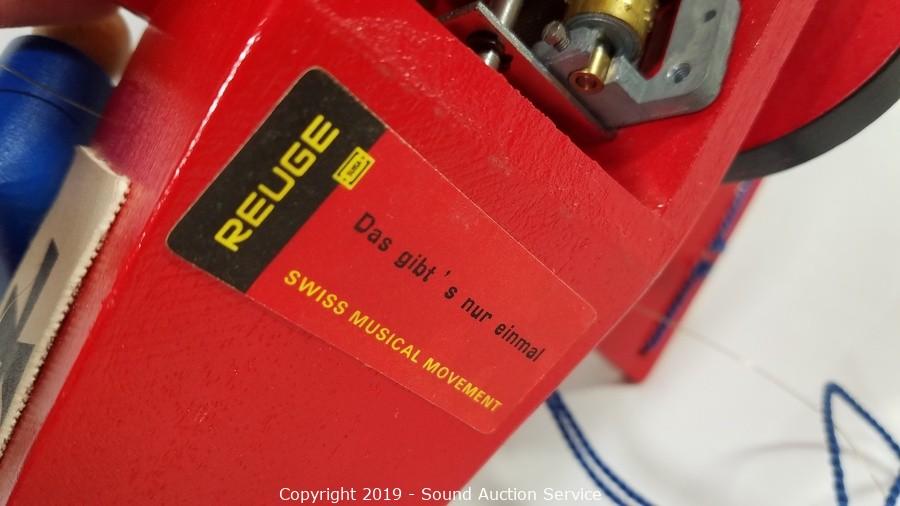 REUGE
Das gibt 's nur einmal
SWISS MUSICAL MOVEMENT
Copyright 2019 - Sound Auction Service